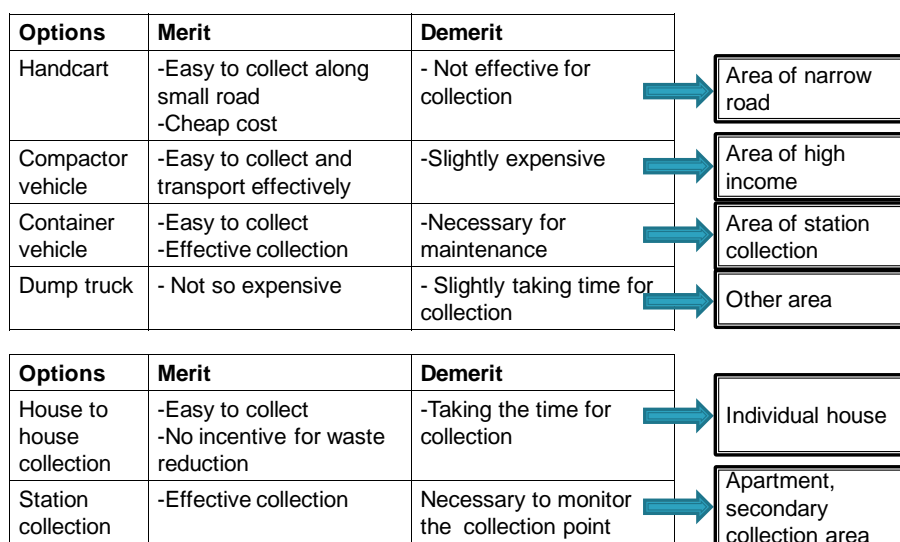 Options Merit Demerit
Handcart -Easy to collect along - Not effective for
small road collection
-Cheap cost
Area of narrow
road
Compactor -Easy to collect and -Slightly expensive
vehicle transport effectively
Area of high
income
Container -Easy to collect -Necessary for
vehicle -Effective collection maintenance
Area of station
collection
Dump truck - Not so expensive - Slightly taking time for
collection
Other area
Options Merit Demerit
House to -Easy to collect -Taking the time for
house -No incentive for waste collection
collection reduction
Individual house
Station -Effective collection Necessary to monitor
collection the collection point
Apartment,
secondary
collection area